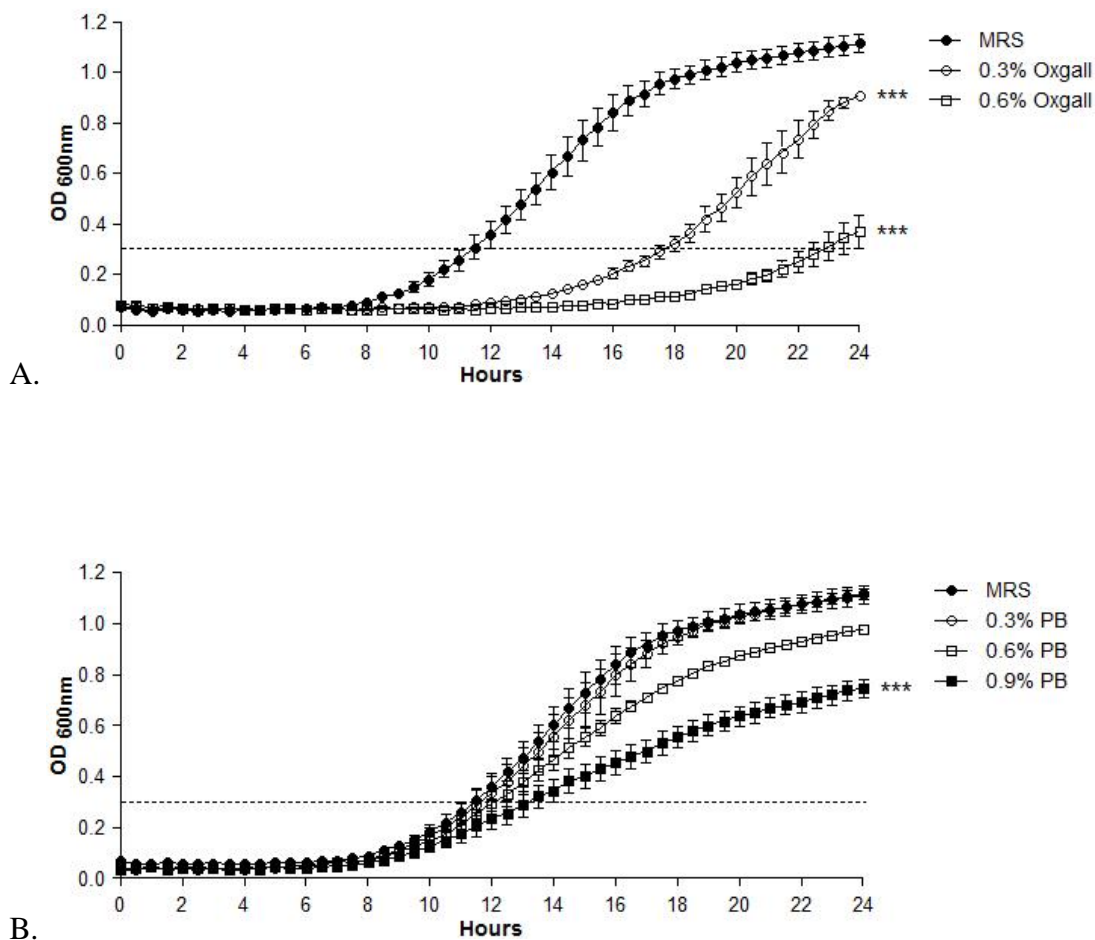 1.2
1.0
0.8
0.6
0.4
0.2
0.0
OD 600nm
0 2 4 6 8 10 12 14 16 18 20 22 24
Hours
MRS
0.3% Oxgall
0.6% Oxgall
***
***
A.
1.2
1.0
0.8
0.6
0.4
0.2
0.0
OD 600nm
0 2 4 6 8 10 12 14 16 18 20 22 24
Hours
MRS
0.3% PB
0.6% PB
0.9% PB
***
B.